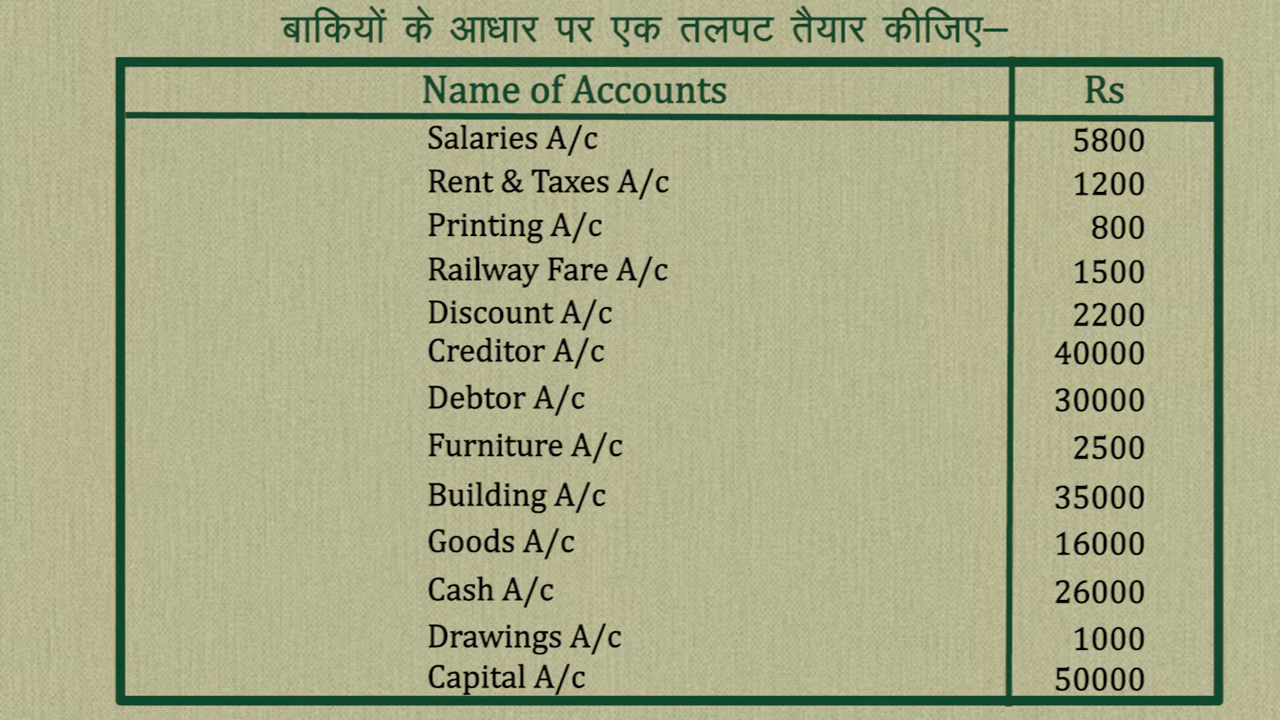 बाकियों के आधार पर एक तलपट तैयार कीजिए–
Name of Accounts Rs
Salaries A/c 5800
Rent & Taxes A/c 1200
Printing A/c 800
Railway Fare A/c 1500
Discount A/c 2200
Creditor A/c 40000
Debtor A/c 30000
Furniture A/c 2500
Building A/c 35000
Goods A/c 16000
Cash A/c 26000
Drawings A/c 1000
Capital A/c 50000